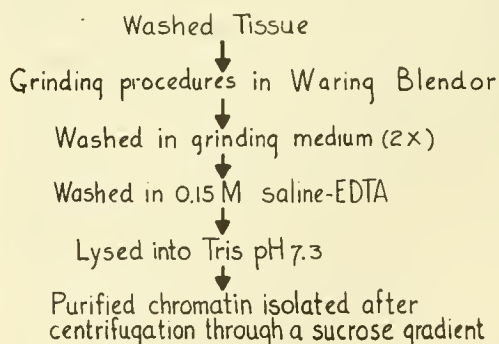 Washed Tissue
Grinding procedures in Waring Blendor
Washed in grinding medium (2x)
Washed in 0.15 M saline-EDTA
Lysed into Tris pH 7.3
Purified chromatin isolated after
centrifugation through a sucrose gradient